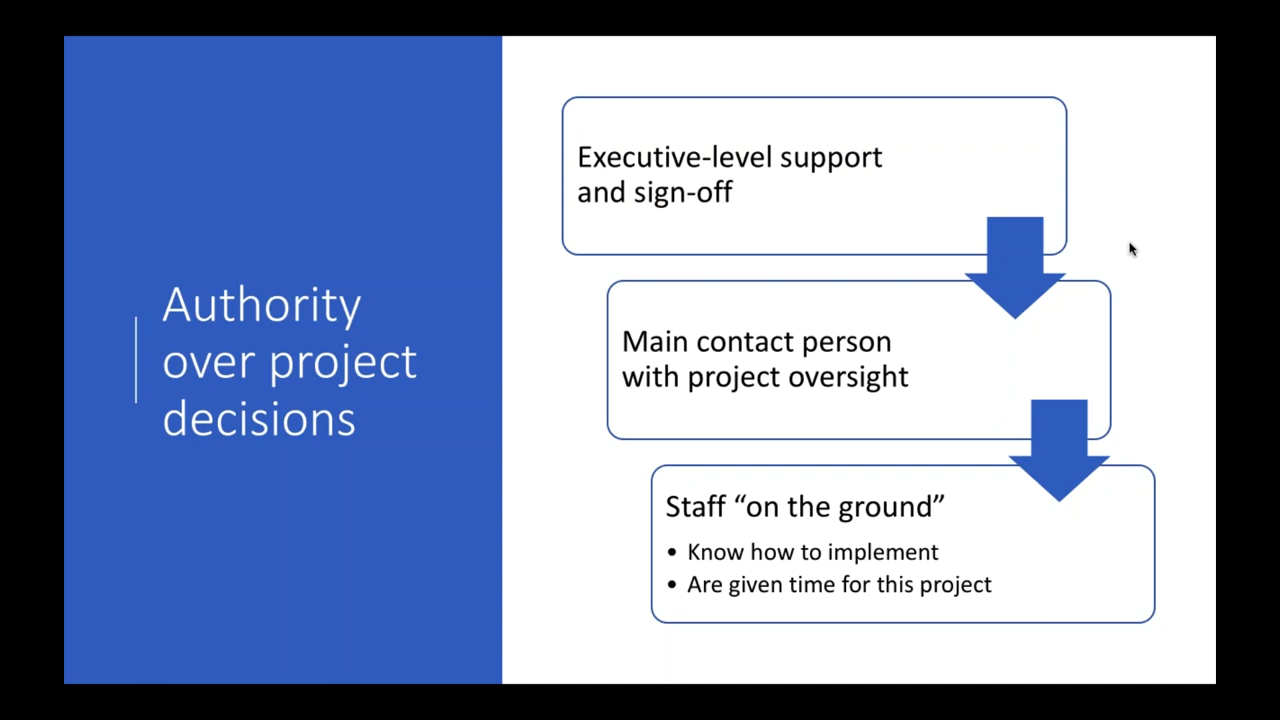 Authority
over project
decisions
Executive-level support
and sign-off
Main contact person
with project oversight
Staff “on the ground”
• Know how to implement
• Are given time for this project